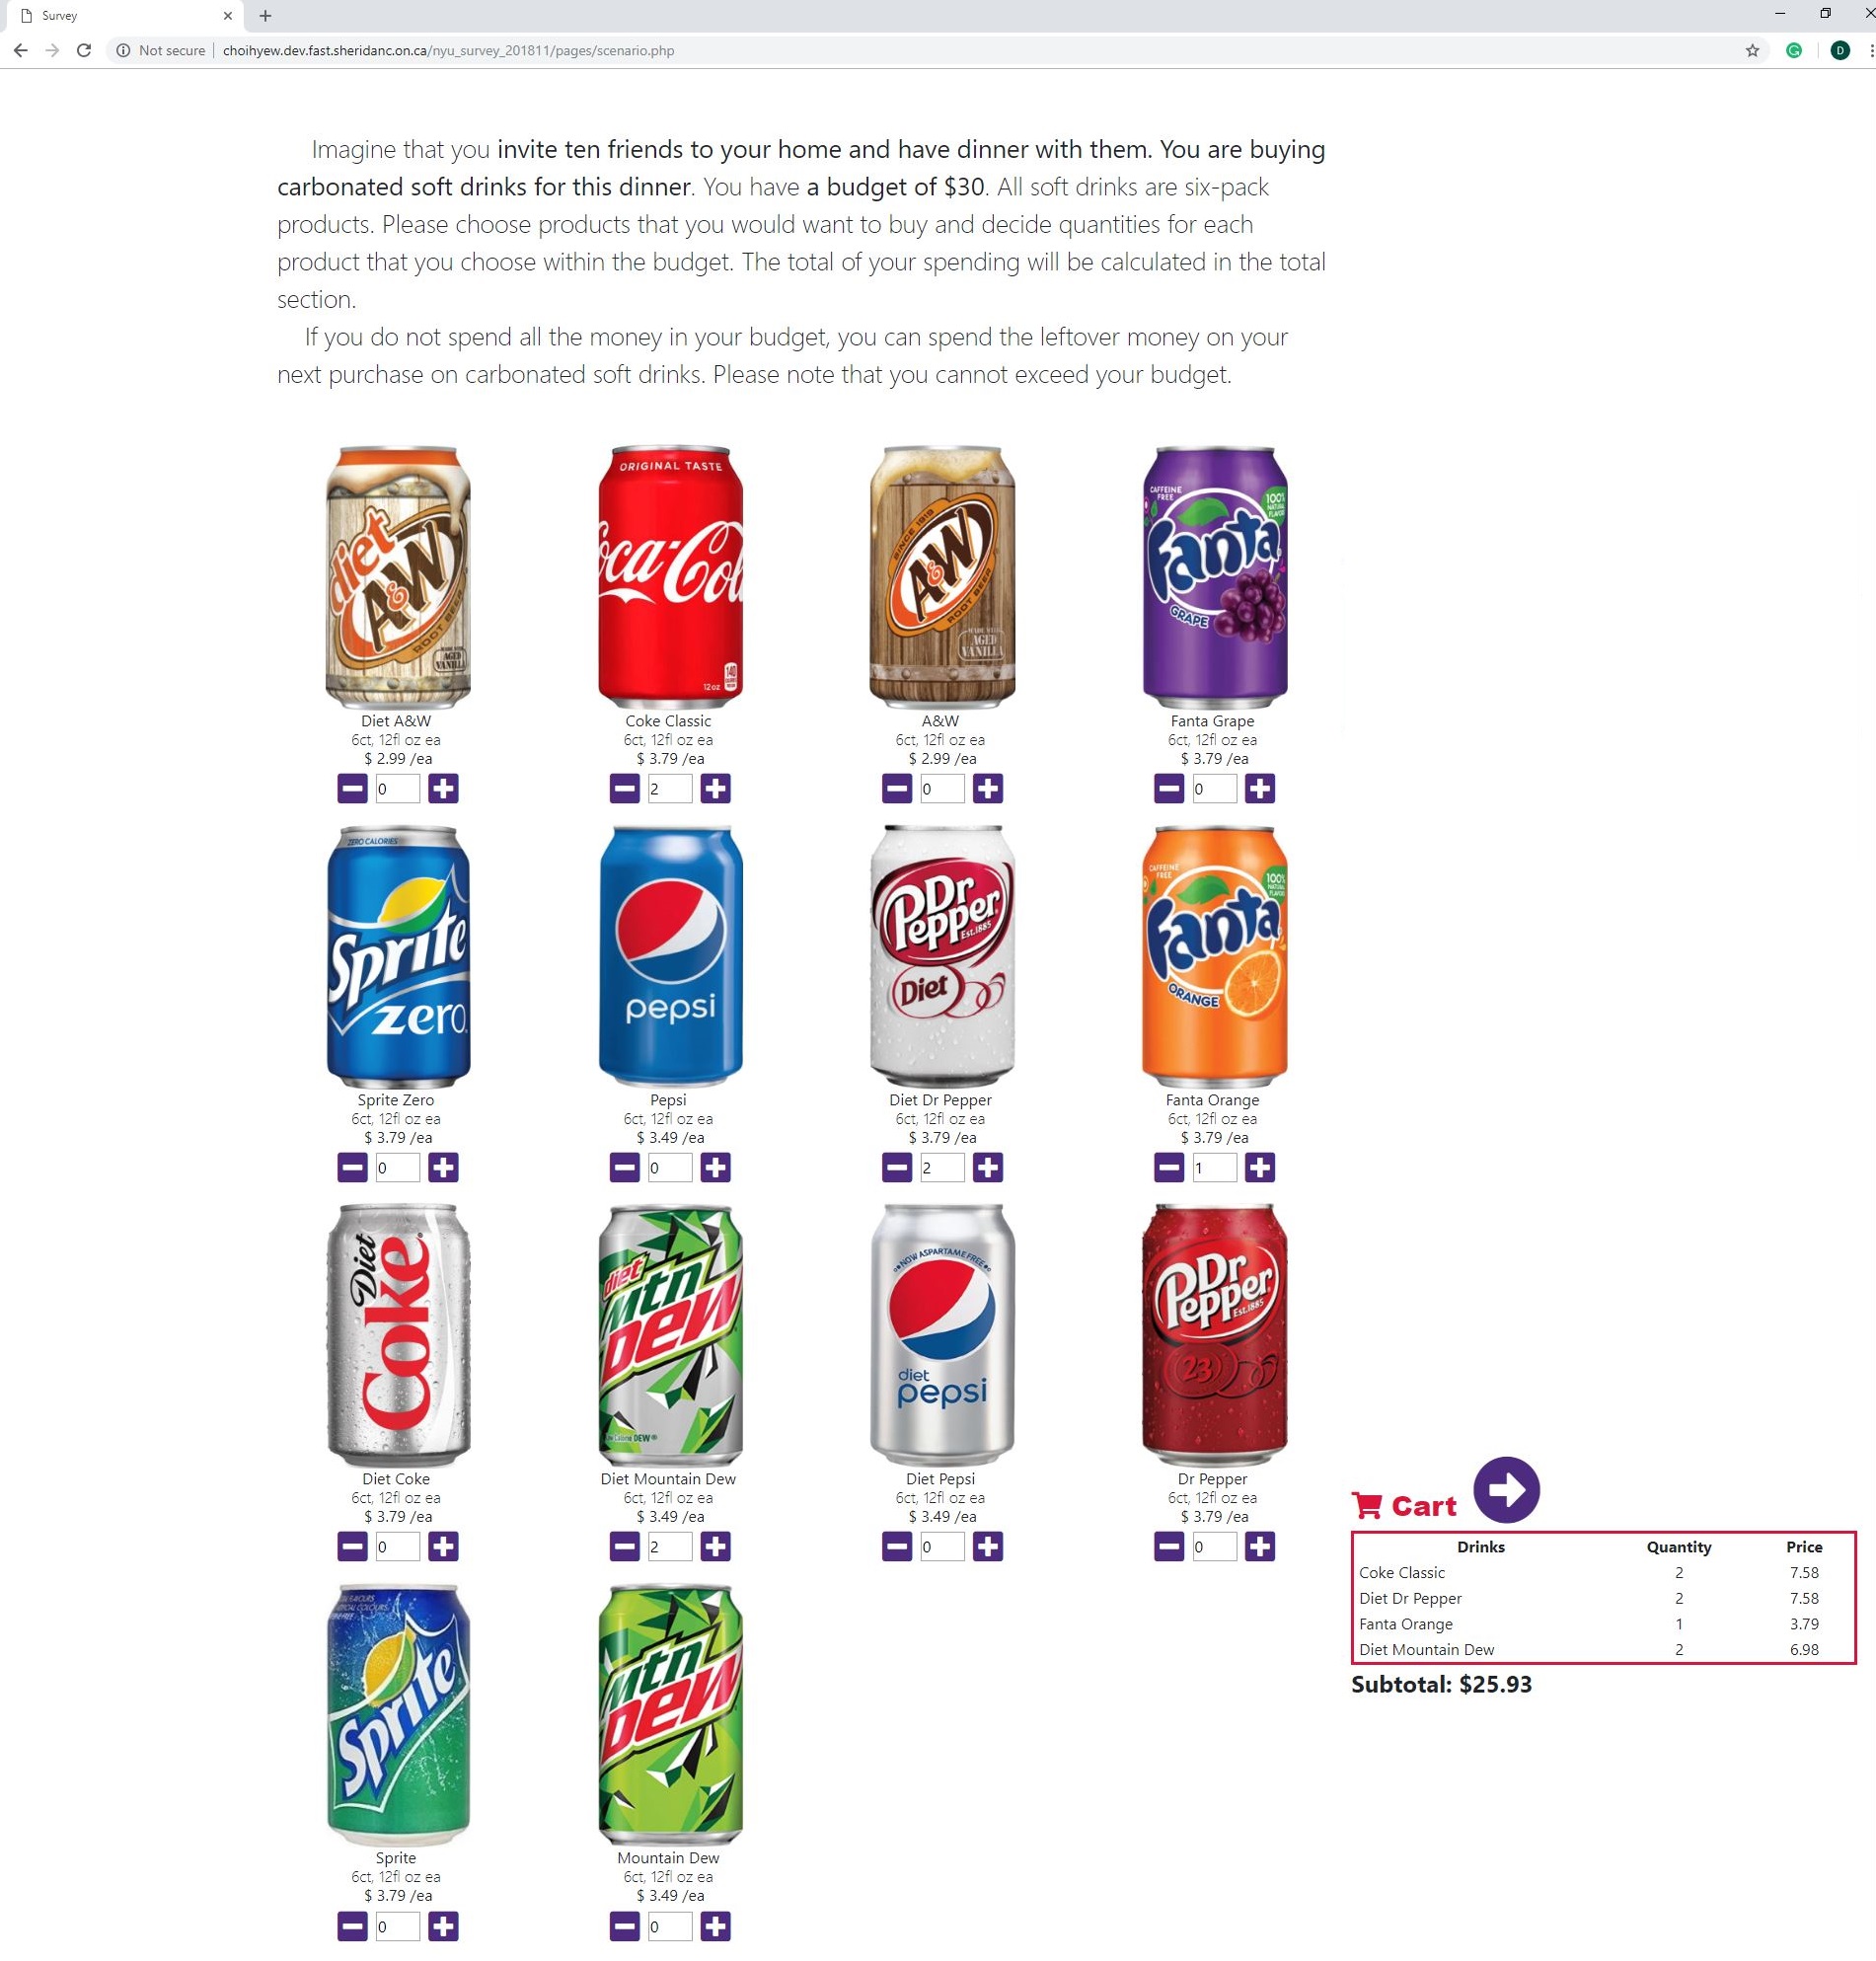 Survey
Not secure
choihyew.dev.fast.sheridanc.on.ca/nyu_survey_201811/pages/scenario.php
D
Imagine that you invite ten friends to your home and have dinner with them. You are buying
carbonated soft drinks for this dinner. You have a budget of $30. All soft drinks are six-pack
products. Please choose products that you would want to buy and decide quantities for each
product that you choose within the budget. The total of your spending will be calculated in the total
section.
If you do not spend all the money in your budget, you can spend the leftover money on your
next purchase on carbonated soft drinks. Please note that you cannot exceed your budget.
diet A&W ROOT BEER AGED VANILLA
ORIGINAL TASTE Coca-Cola 12oz 140
SINCE 1919 A&W ROOT BEER MADE WITH AGED VANILLA
CAFFEINE FREE 100% NATURAL FLAVORS Fanta GRAPE
Diet A&W Coke Classic A&W Fanta Grape
6ct, 12fl oz ea 6ct, 12fl oz ea 6ct, 12fl oz ea 6ct, 12fl oz ea
$ 2.99 /ea $ 3.79 /ea $ 2.99 /ea $ 3.79 /ea
0 2 0 0
ZERO CALORIES Sprite zero
pepsi
Dr Pepper Est.1885 Diet
CAFFEINE FREE 100% NATURAL FLAVORS Fanta ORANGE
Sprite Zero Pepsi Diet Dr Pepper Fanta Orange
6ct, 12fl oz ea 6ct, 12fl oz ea 6ct, 12fl oz ea 6ct, 12fl oz ea
$ 3.79 /ea $ 3.49 /ea $ 3.79 /ea $ 3.79 /ea
0 0 2 1
Diet Coke
diet mtn DEW
NOW ASPARTAME FREE diet pepsi
Dr Pepper Est.1885 23
Diet Coke Diet Mountain Dew Diet Pepsi Dr Pepper
6ct, 12fl oz ea 6ct, 12fl oz ea 6ct, 12fl oz ea 6ct, 12fl oz ea
$ 3.79 /ea $ 3.49 /ea $ 3.49 /ea $ 3.79 /ea
0 2 0 0
Cart
Drinks Quantity Price
Coke Classic 2 7.58
Diet Dr Pepper 2 7.58
Fanta Orange 1 3.79
Diet Mountain Dew 2 6.98
Subtotal: $25.93
Sprite
mtn DEW
Sprite Mountain Dew
6ct, 12fl oz ea 6ct, 12fl oz ea
$ 3.79 /ea $ 3.49 /ea
0 0